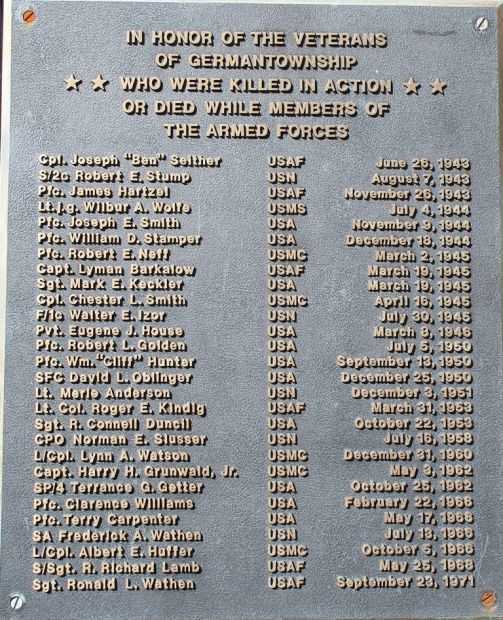 IN HONOR OF THE VETERANS
OF GERMANTOWNSHIP
★ ★ WHO WERE KILLED IN ACTION ★ ★
OR DIED WHILE MEMBERS OF
THE ARMED FORCES
Cpl. Joseph "Ben" Seither USAF June 26, 1943
S/2c Robert E. Stump USN August 7, 1943
Pfc. James Hartzel USAF November 26, 1943
Lt.j.g. Wilbur A. Wolfe USMS July 4, 1944
Pfc. Joseph E. Smith USA November 9, 1944
Pfc. William D. Stamper USA December 18, 1944
Pfc. Robert E. Neff USMC March 2, 1945
Capt. Lyman Barkalow USAF March 19, 1945
Sgt. Mark E. Keckler USA March 19, 1945
Cpl. Chester L. Smith USMC April 16, 1945
F/1c Walter E. Izor USN July 30, 1945
Pvt. Eugene J. House USA March 8, 1946
Pfc. Robert L. Golden USA July 5, 1950
Pfc. Wm. "Cliff" Hunter USA September 13, 1950
SFC David L. Oblinger USA December 25, 1950
Lt. Merle Anderson USN December 3, 1951
Lt. Col. Roger E. Kindig USAF March 31, 1953
Sgt. R. Connell Duncil USA October 22, 1953
CPO Norman E. Slusser USN July 16, 1958
L/Cpl. Lynn A. Watson USMC December 31, 1960
Capt. Harry H. Grunwald, Jr. USMC May 3, 1962
SP/4 Terrance G. Getter USA October 25, 1962
Pfc. Clarence Williams USA February 22, 1966
Pfc. Terry Carpenter USA May 17, 1966
SA Frederick A. Wathen USN July 13, 1966
L/Cpl. Albert E. Huffer USMC October 5, 1966
S/Sgt. R. Richard Lamb USAF May 25, 1968
Sgt. Ronald L. Wathen USAF September 23, 1971